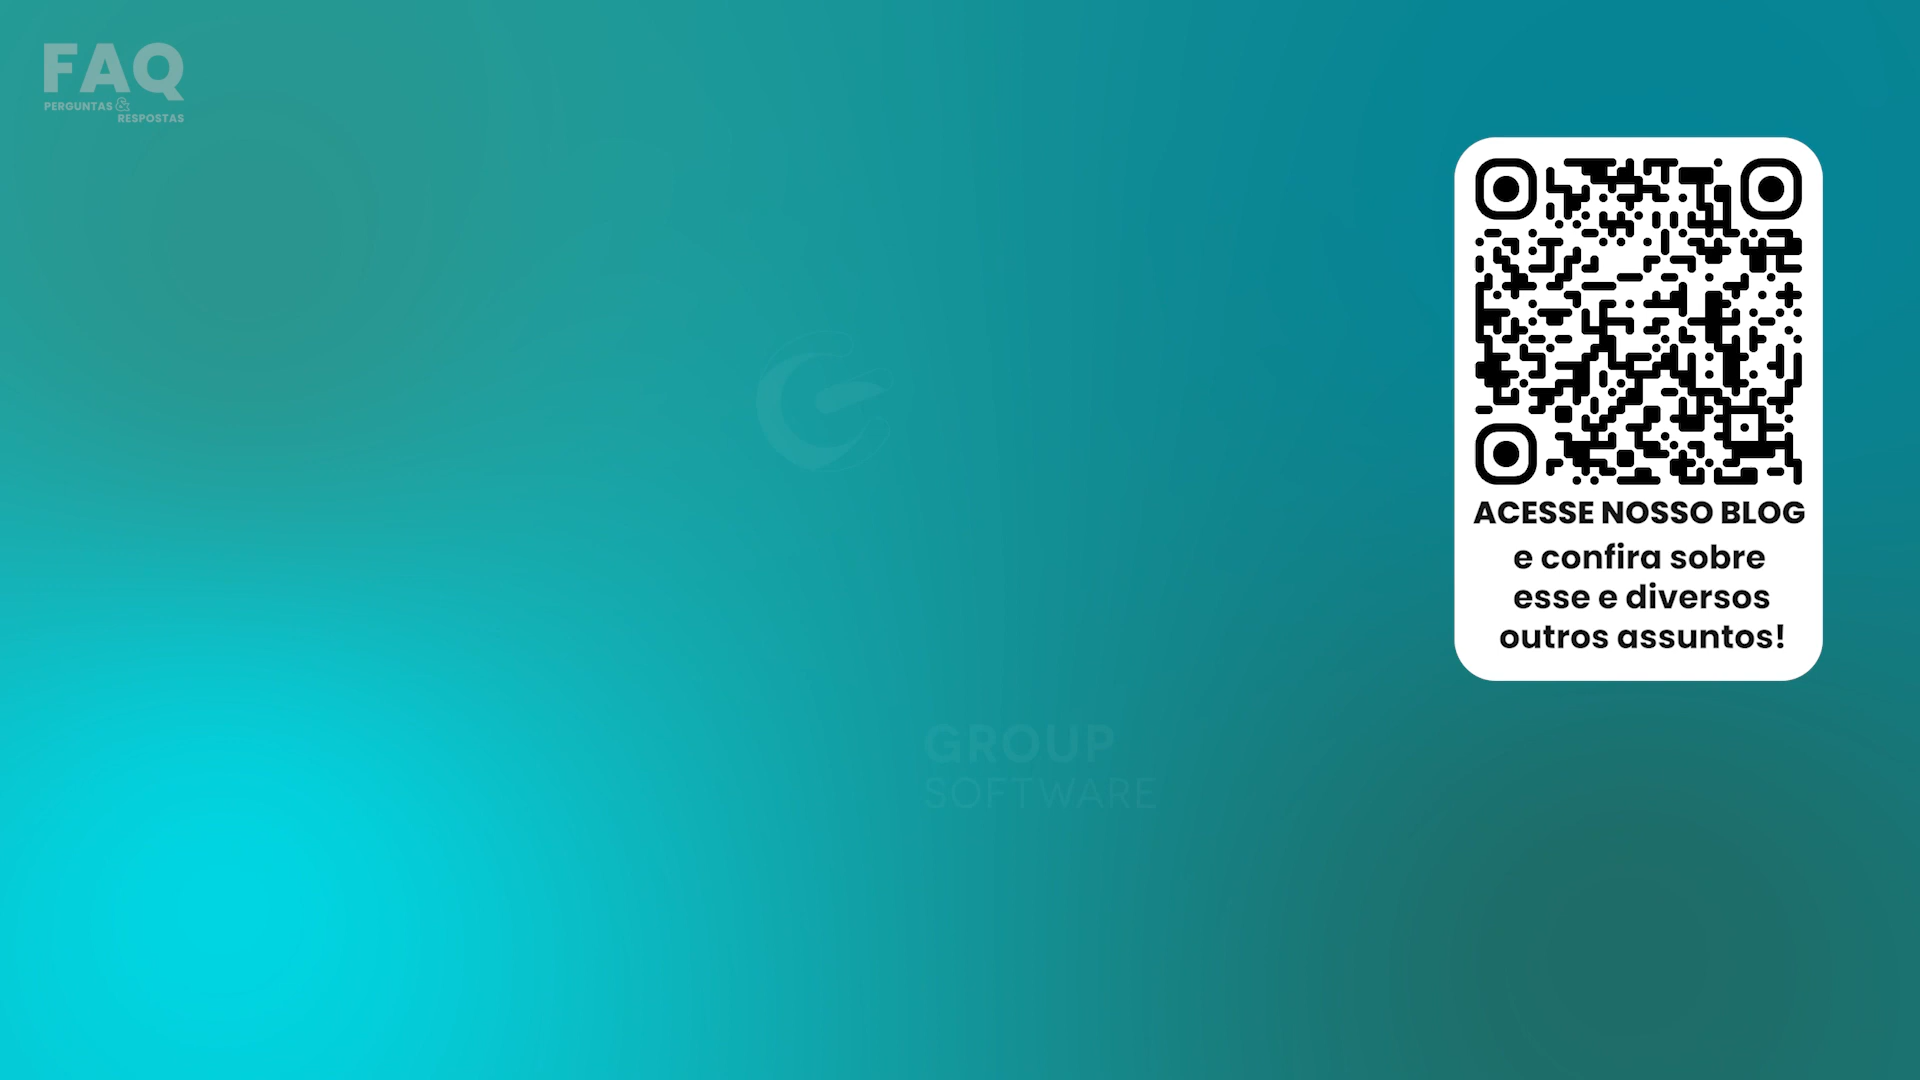 FAQ
PERGUNTAS &
RESPOSTAS
ACESSE NOSSO BLOG
e confira sobre
esse e diversos
outros assuntos!
GROUP
SOFTWARE